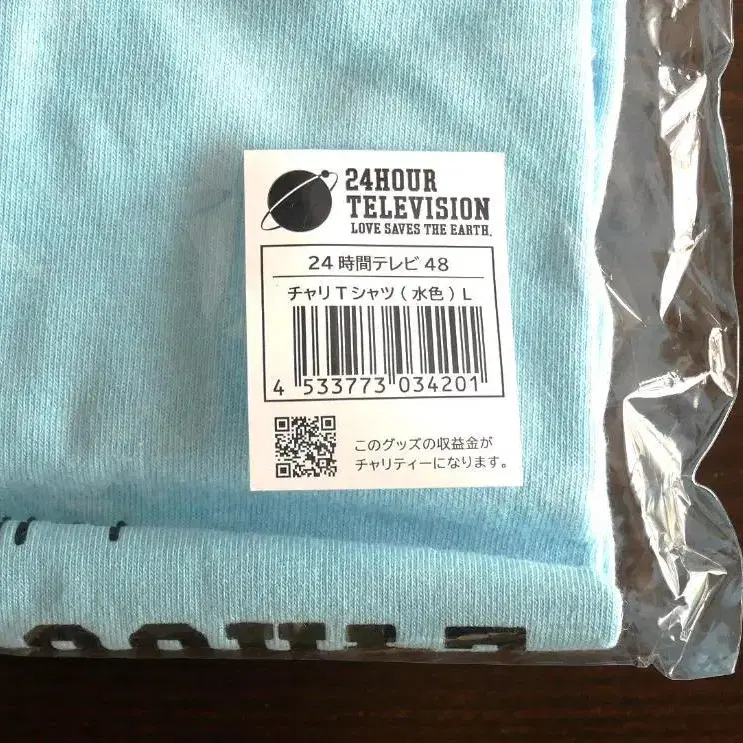 24HOUR
TELEVISION
LOVE SAVES THE EARTH.
24時間テレビ48
チャリTシャツ(水色)L
4 533773 034201
このグッズの収益金が
チャリティーになります。